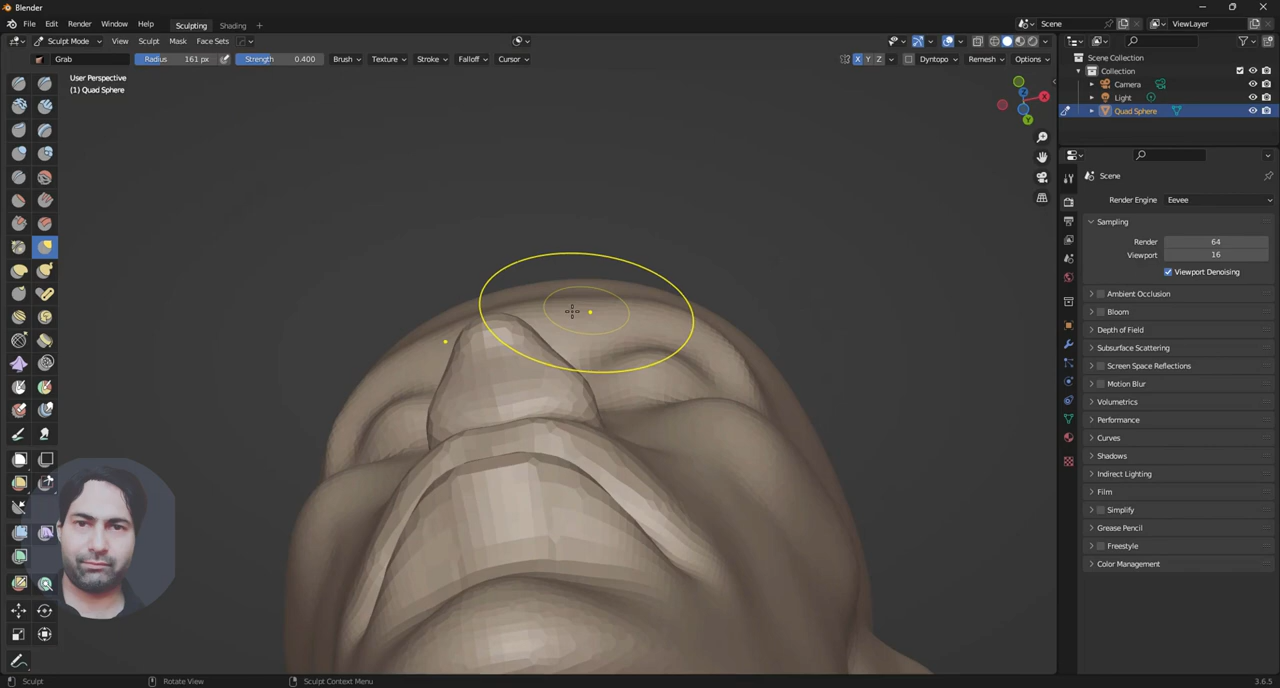 Blender
File Edit Render Window Help Sculpting Shading + Scene ViewLayer
Sculpt Mode View Sculpt Mask Face Sets
Grab Radius 161 px Strength 0.400 Brush Texture Stroke Falloff Cursor X Y Z Dyntopo Remesh Options
User Perspective
(1) Quad Sphere
X
Z
Y
Scene Collection
Collection
Camera
Light
Quad Sphere
Scene
Render Engine Eevee
Sampling
Render 64
Viewport 16
Viewport Denoising
Ambient Occlusion
Bloom
Depth of Field
Subsurface Scattering
Screen Space Reflections
Motion Blur
Volumetrics
Performance
Curves
Shadows
Indirect Lighting
Film
Simplify
Grease Pencil
Freestyle
Color Management
Sculpt Rotate View Sculpt Context Menu 3.6.5